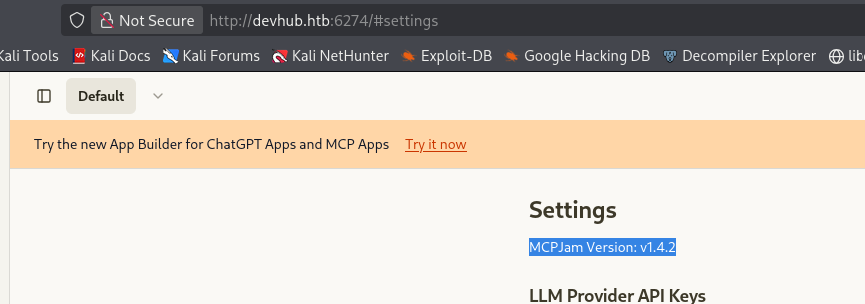 Not Secure http://devhub.htb:6274/#settings
Kali Tools Kali Docs Kali Forums Kali NetHunter Exploit-DB Google Hacking DB Decompiler Explorer
Default
Try the new App Builder for ChatGPT Apps and MCP Apps Try it now
Settings
MCPJam Version: v1.4.2
LLM Provider API Keys